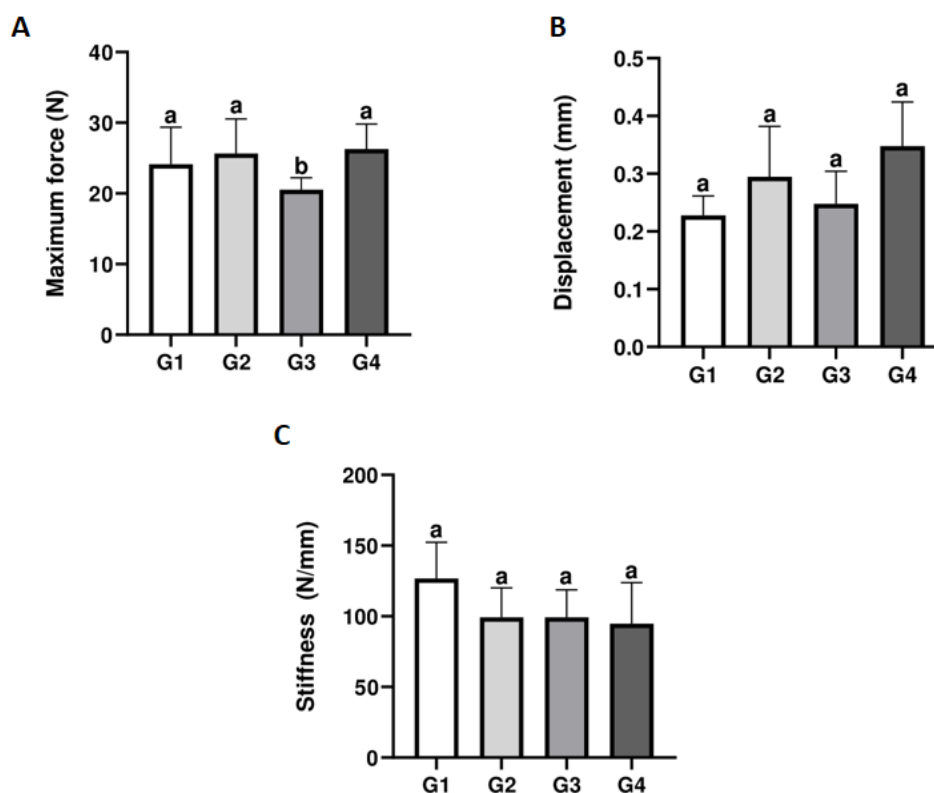 A
Maximum force (N)
40
30
20
10
0
a
a
b
a
G1 G2 G3 G4
B
Displacement (mm)
0.5
0.4
0.3
0.2
0.1
0.0
a
a
a
a
G1 G2 G3 G4
C
Stiffness (N/mm)
200
150
100
50
0
a
a
a
a
G1 G2 G3 G4